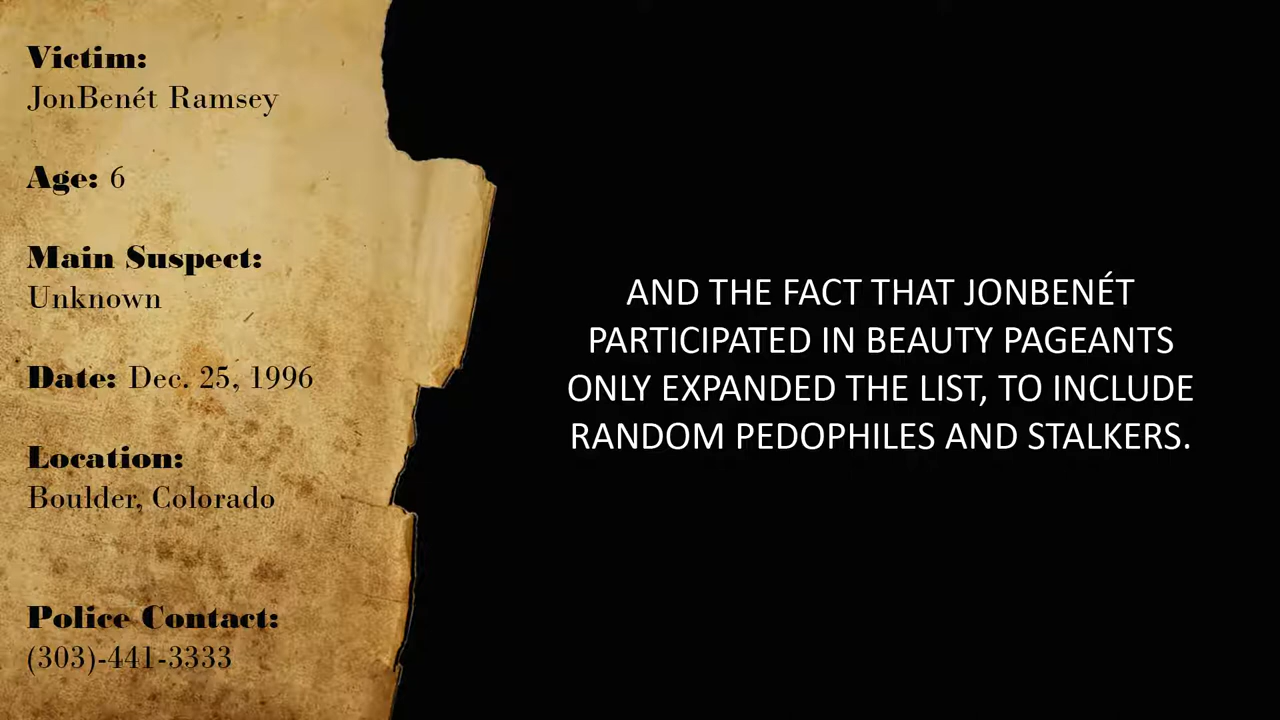 Victim:
JonBenét Ramsey
Age: 6
Main Suspect:
Unknown
Date: Dec. 25, 1996
Location:
Boulder, Colorado
Police Contact:
(303)-441-3333
AND THE FACT THAT JONBENÉT
PARTICIPATED IN BEAUTY PAGEANTS
ONLY EXPANDED THE LIST, TO INCLUDE
RANDOM PEDOPHILES AND STALKERS.